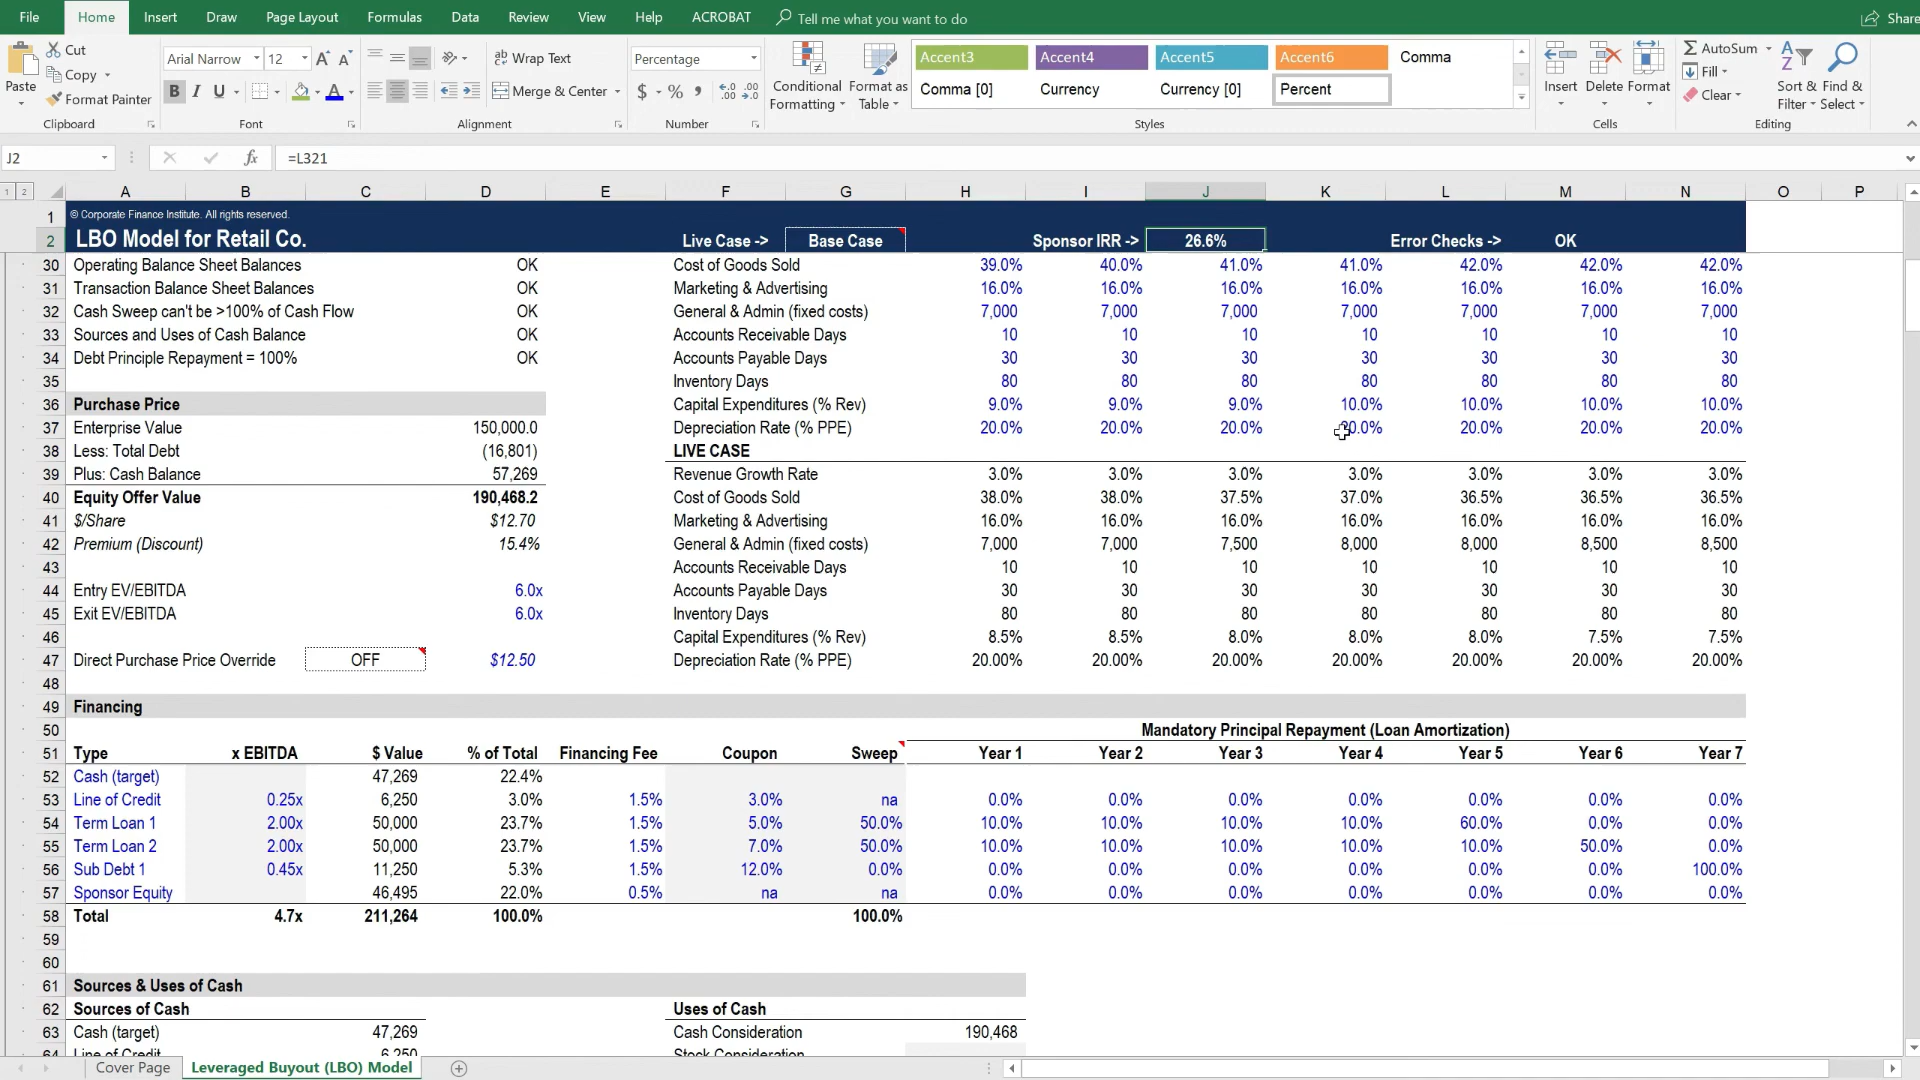 File Home Insert Draw Page Layout Formulas Data Review View Help ACROBAT Tell me what you want to do Share
Paste Cut Copy Format Painter Clipboard
Arial Narrow 12 A A B I U A Font
Wrap Text Merge & Center Alignment
Percentage $ % , Number
Conditional Formatting Format as Table
Accent3 Accent4 Accent5 Accent6 Comma
Comma [0] Currency Currency [0] Percent
Styles
Insert Delete Format Cells
AutoSum Fill Clear Sort & Filter Find & Select Editing
J2 fx =L321
1 2 A B C D E F G H I J K L M N O P
1 © Corporate Finance Institute. All rights reserved.
2 LBO Model for Retail Co. Live Case -> Base Case Sponsor IRR -> 26.6% Error Checks -> OK
30 Operating Balance Sheet Balances OK Cost of Goods Sold 39.0% 40.0% 41.0% 41.0% 42.0% 42.0% 42.0%
31 Transaction Balance Sheet Balances OK Marketing & Advertising 16.0% 16.0% 16.0% 16.0% 16.0% 16.0% 16.0%
32 Cash Sweep can't be >100% of Cash Flow OK General & Admin (fixed costs) 7,000 7,000 7,000 7,000 7,000 7,000 7,000
33 Sources and Uses of Cash Balance OK Accounts Receivable Days 10 10 10 10 10 10 10
34 Debt Principle Repayment = 100% OK Accounts Payable Days 30 30 30 30 30 30 30
35 Inventory Days 80 80 80 80 80 80 80
36 Purchase Price Capital Expenditures (% Rev) 9.0% 9.0% 9.0% 10.0% 10.0% 10.0% 10.0%
37 Enterprise Value 150,000.0 Depreciation Rate (% PPE) 20.0% 20.0% 20.0% 20.0% 20.0% 20.0% 20.0%
38 Less: Total Debt (16,801) LIVE CASE
39 Plus: Cash Balance 57,269 Revenue Growth Rate 3.0% 3.0% 3.0% 3.0% 3.0% 3.0% 3.0%
40 Equity Offer Value 190,468.2 Cost of Goods Sold 38.0% 38.0% 37.5% 37.0% 36.5% 36.5% 36.5%
41 $/Share $12.70 Marketing & Advertising 16.0% 16.0% 16.0% 16.0% 16.0% 16.0% 16.0%
42 Premium (Discount) 15.4% General & Admin (fixed costs) 7,000 7,000 7,500 8,000 8,000 8,500 8,500
43 Accounts Receivable Days 10 10 10 10 10 10 10
44 Entry EV/EBITDA 6.0x Accounts Payable Days 30 30 30 30 30 30 30
45 Exit EV/EBITDA 6.0x Inventory Days 80 80 80 80 80 80 80
46 Capital Expenditures (% Rev) 8.5% 8.5% 8.0% 8.0% 8.0% 7.5% 7.5%
47 Direct Purchase Price Override OFF $12.50 Depreciation Rate (% PPE) 20.00% 20.00% 20.00% 20.00% 20.00% 20.00% 20.00%
48
49 Financing
50 Mandatory Principal Repayment (Loan Amortization)
51 Type x EBITDA $ Value % of Total Financing Fee Coupon Sweep Year 1 Year 2 Year 3 Year 4 Year 5 Year 6 Year 7
52 Cash (target) 47,269 22.4%
53 Line of Credit 0.25x 6,250 3.0% 1.5% 3.0% na 0.0% 0.0% 0.0% 0.0% 0.0% 0.0% 0.0%
54 Term Loan 1 2.00x 50,000 23.7% 1.5% 5.0% 50.0% 10.0% 10.0% 10.0% 10.0% 60.0% 0.0% 0.0%
55 Term Loan 2 2.00x 50,000 23.7% 1.5% 7.0% 50.0% 10.0% 10.0% 10.0% 10.0% 10.0% 50.0% 0.0%
56 Sub Debt 1 0.45x 11,250 5.3% 1.5% 12.0% 0.0% 0.0% 0.0% 0.0% 0.0% 0.0% 0.0% 100.0%
57 Sponsor Equity 46,495 22.0% 0.5% na na 0.0% 0.0% 0.0% 0.0% 0.0% 0.0% 0.0%
58 Total 4.7x 211,264 100.0% 100.0%
59
60
61 Sources & Uses of Cash
62 Sources of Cash Uses of Cash
63 Cash (target) 47,269 Cash Consideration 190,468
64 Line of Credit 6,250 Stock Consideration
Cover Page Leveraged Buyout (LBO) Model